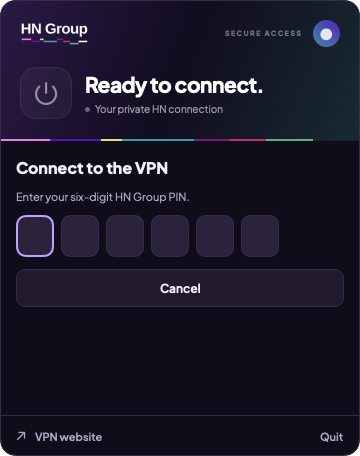 HN Group
SECURE ACCESS
Ready to connect.
Your private HN connection
Connect to the VPN
Enter your six-digit HN Group PIN.
Cancel
VPN website
Quit